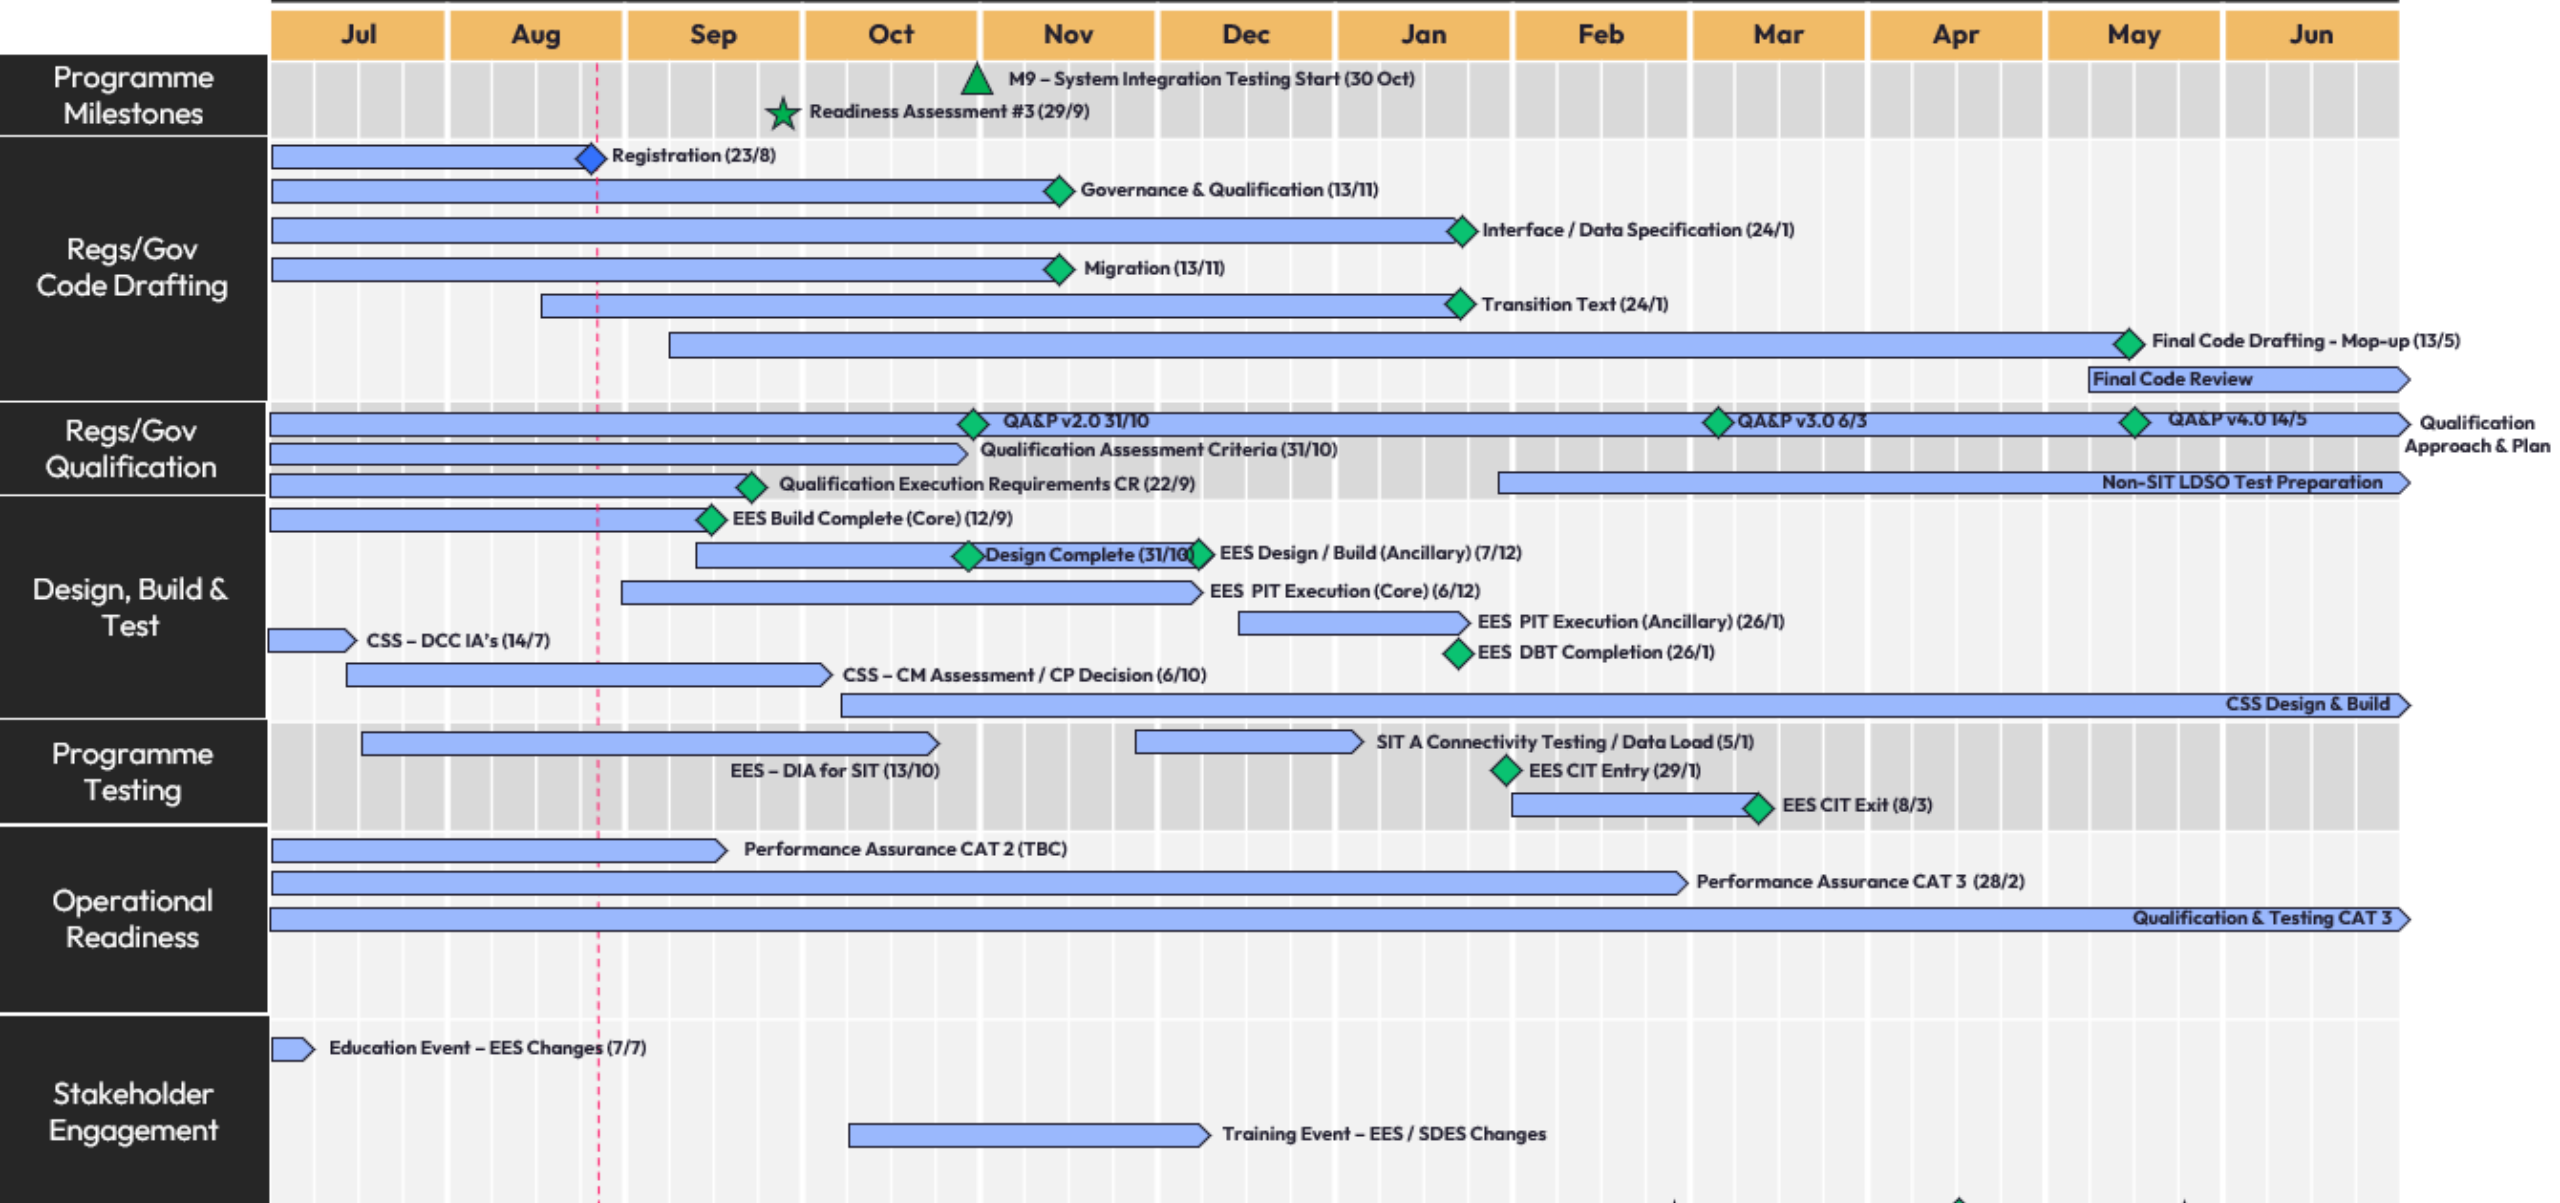 Jul Aug Sep Oct Nov Dec Jan Feb Mar Apr May Jun
Programme
Milestones
M9 – System Integration Testing Start (30 Oct)
Readiness Assessment #3 (29/9)
Regs/Gov
Code Drafting
Registration (23/8)
Governance & Qualification (13/11)
Interface / Data Specification (24/1)
Migration (13/11)
Transition Text (24/1)
Final Code Drafting - Mop-up (13/5)
Final Code Review
Regs/Gov
Qualification
QA&P v2.0 31/10
QA&P v3.0 6/3
QA&P v4.0 14/5
Qualification
Approach & Plan
Qualification Assessment Criteria (31/10)
Qualification Execution Requirements CR (22/9)
Non-SIT LDSO Test Preparation
Design, Build &
Test
EES Build Complete (Core) (12/9)
Design Complete (31/10)
EES Design / Build (Ancillary) (7/12)
EES PIT Execution (Core) (6/12)
EES PIT Execution (Ancillary) (26/1)
CSS – DCC IA's (14/7)
EES DBT Completion (26/1)
CSS – CM Assessment / CP Decision (6/10)
CSS Design & Build
Programme
Testing
SIT A Connectivity Testing / Data Load (5/1)
EES – DIA for SIT (13/10)
EES CIT Entry (29/1)
EES CIT Exit (8/3)
Operational
Readiness
Performance Assurance CAT 2 (TBC)
Performance Assurance CAT 3 (28/2)
Qualification & Testing CAT 3
Stakeholder
Engagement
Education Event – EES Changes (7/7)
Training Event – EES / SDES Changes